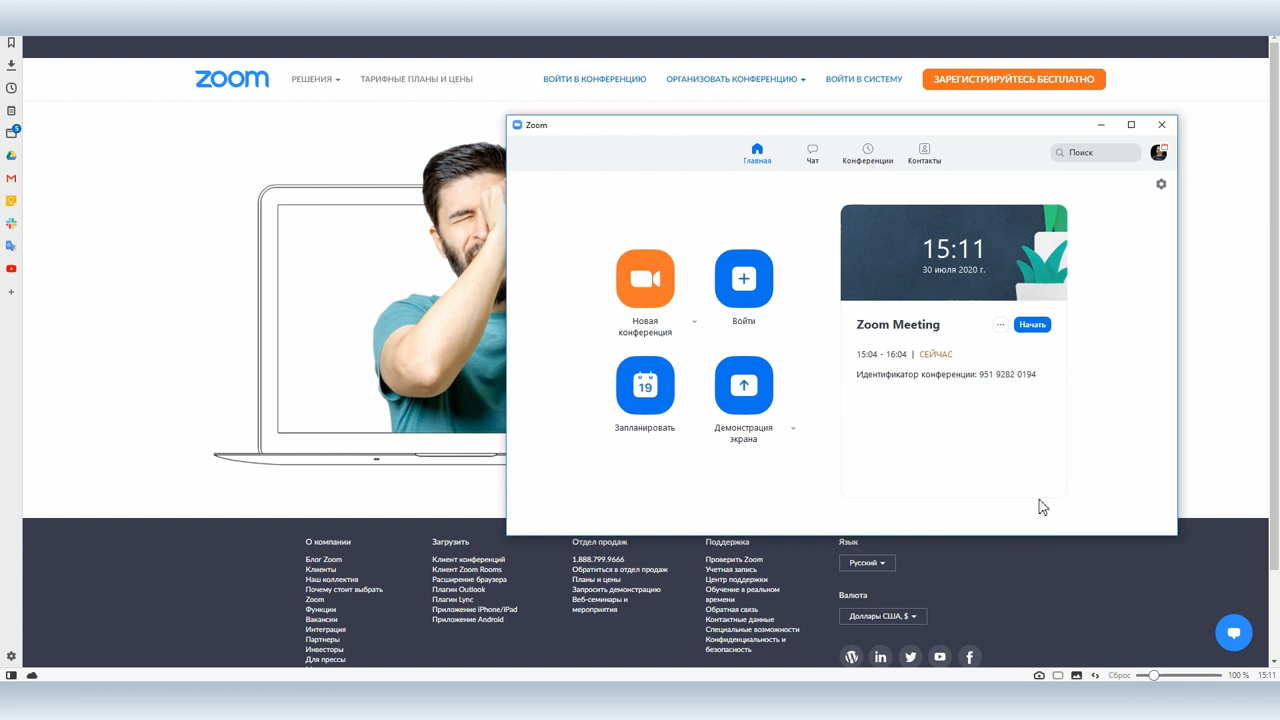 zoom
РЕШЕНИЯ
ТАРИФНЫЕ ПЛАНЫ И ЦЕНЫ
ВОЙТИ В КОНФЕРЕНЦИЮ
ОРГАНИЗОВАТЬ КОНФЕРЕНЦИЮ
ВОЙТИ В СИСТЕМУ
ЗАРЕГИСТРИРУЙТЕСЬ БЕСПЛАТНО
5
Zoom
Главная
Чат
Конференции
Контакты
Поиск
Новая
конференция
Войти
19
Запланировать
Демонстрация
экрана
15:11
30 июля 2020 г.
Zoom Meeting
Начать
15:04 - 16:04 | СЕЙЧАС
Идентификатор конференции: 951 9282 0194
О компании
Блог Zoom
Клиенты
Наш коллектив
Почему стоит выбрать
Zoom
Функции
Вакансии
Интеграция
Партнеры
Инвесторы
Для прессы
Загрузить
Клиент конференций
Клиент Zoom Rooms
Расширение браузера
Плагин Outlook
Плагин Lync
Приложение iPhone/iPad
Приложение Android
Отдел продаж
1.888.799.9666
Обратиться в отдел продаж
Планы и цены
Запросить демонстрацию
Веб-семинары и
мероприятия
Поддержка
Проверить Zoom
Учетная запись
Центр поддержки
Обучение в реальном
времени
Обратная связь
Контактные данные
Специальные возможности
Конфиденциальность и
безопасность
Язык
Русский
Валюта
Доллары США, $
Сброс
100 %
15:11